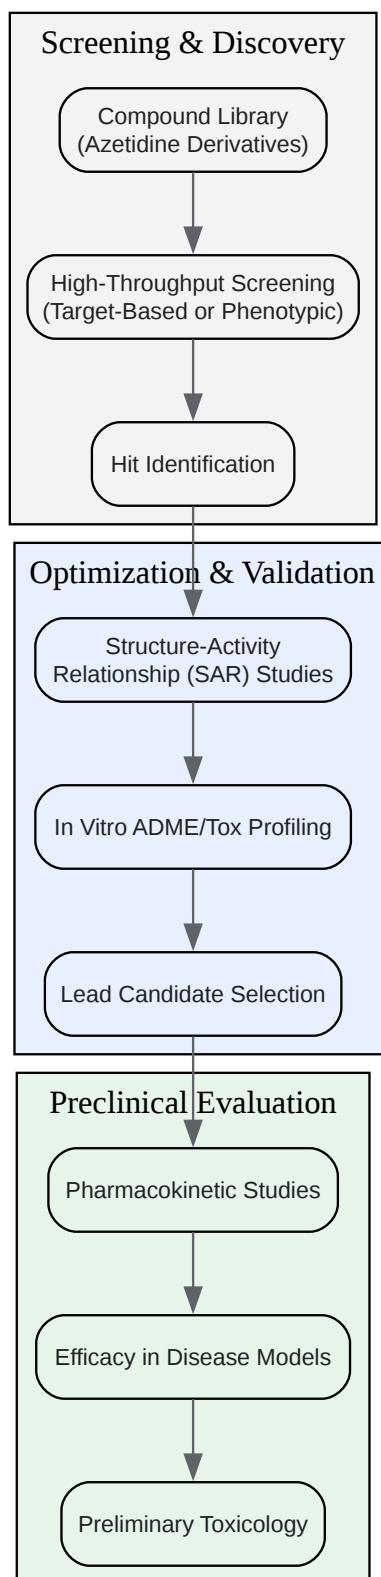 Screening & Discovery
Compound Library
(Azetidine Derivatives)
High-Throughput Screening
(Target-Based or Phenotypic)
Hit Identification
Optimization & Validation
Structure-Activity
Relationship (SAR) Studies
In Vitro ADME/Tox Profiling
Lead Candidate Selection
Preclinical Evaluation
Pharmacokinetic Studies
Efficacy in Disease Models
Preliminary Toxicology